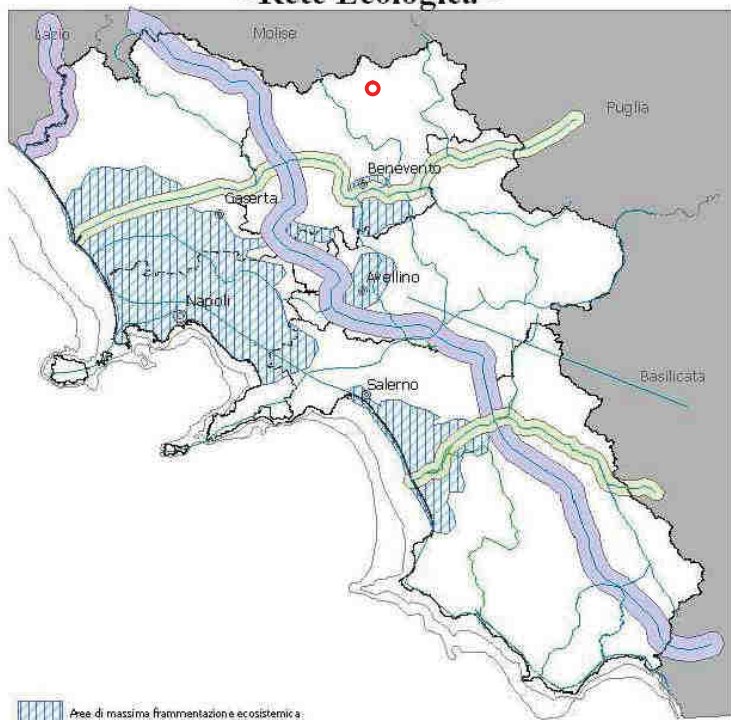 Rete Ecologica
Lazio
Molise
Puglia
Benevento
Caserta
Avellino
Napoli
Basilicata
Salerno
Aree di massima frammentazione ecosistemica